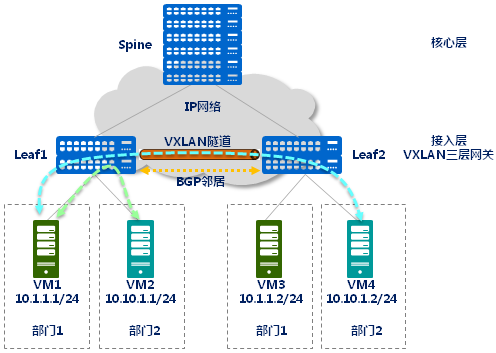 Spine
核心层
IP网络
Leaf1
VXLAN隧道
BGP邻居
Leaf2
接入层
VXLAN三层网关
VM1
10.1.1.1/24
部门1
VM2
10.10.1.1/24
部门2
VM3
10.1.1.2/24
部门1
VM4
10.10.1.2/24
部门2